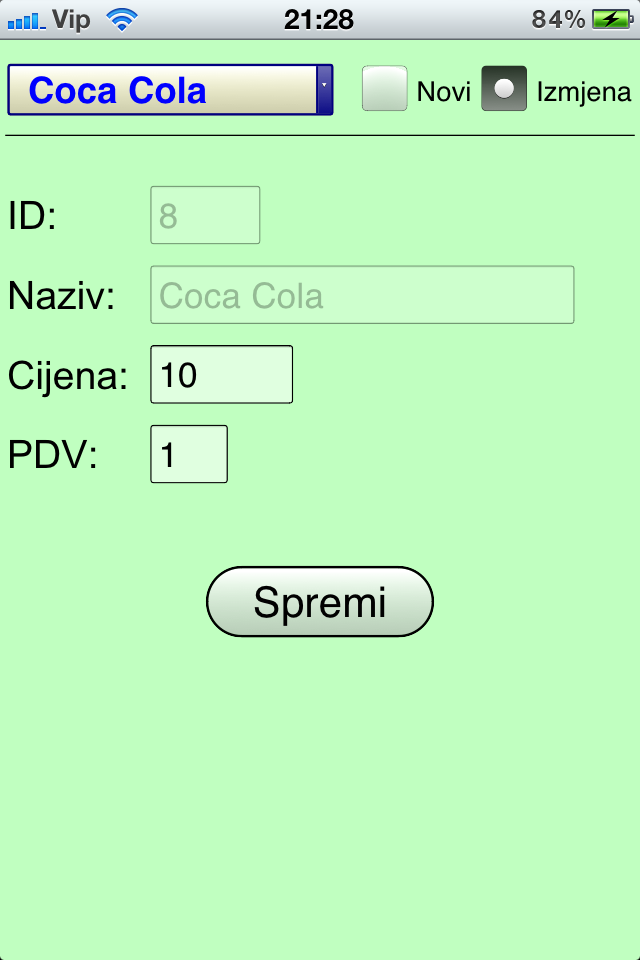 Vip 21:28 84%
Coca Cola Novi Izmjena
ID: 8
Naziv: Coca Cola
Cijena: 10
PDV: 1
Spremi